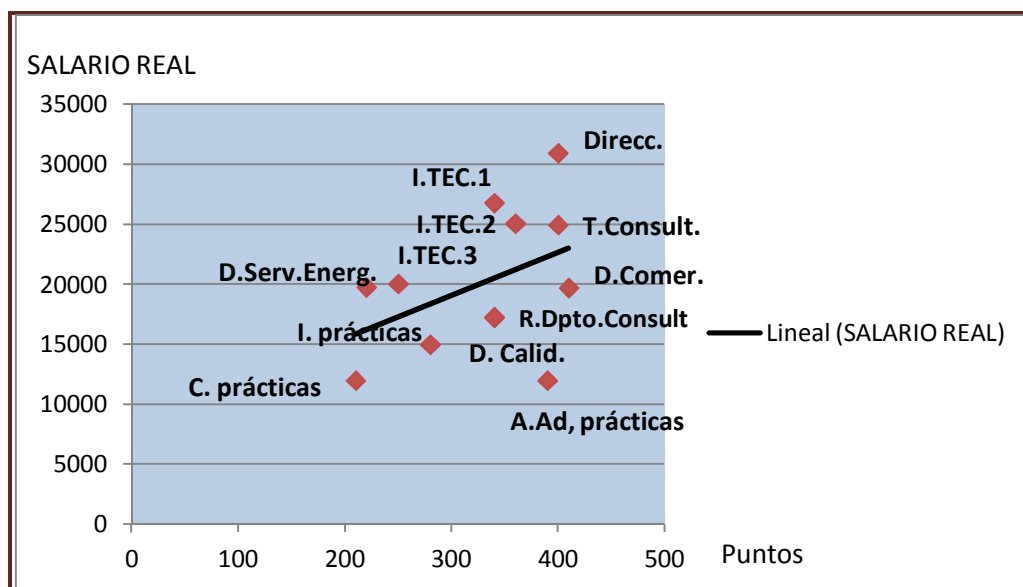 SALARIO REAL
35000
30000
25000
20000
15000
10000
5000
0
Direcc.
I.TEC.1
I.TEC.2
T.Consult.
I.TEC.3
D.Serv.Energ.
D.Comer.
I. prácticas
R.Dpto.Consult
D. Calid.
C. prácticas
A.Ad, prácticas
Lineal (SALARIO REAL)
0 100 200 300 400 500
Puntos